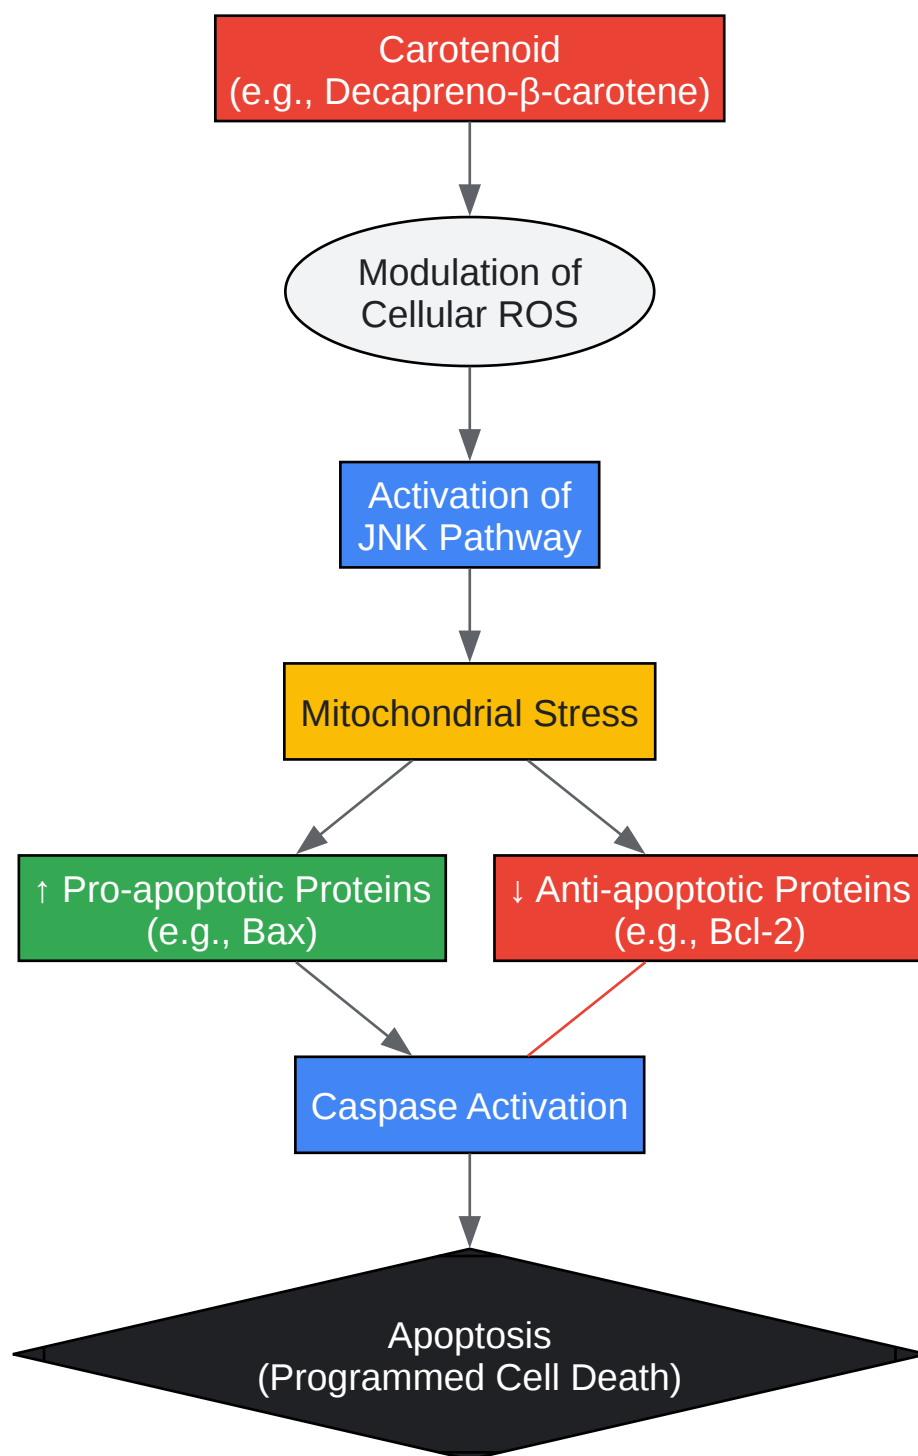 Carotenoid
(e.g., Decapreno-β-carotene)
Modulation of
Cellular ROS
Activation of
JNK Pathway
Mitochondrial Stress
↑ Pro-apoptotic Proteins
(e.g., Bax)
↓ Anti-apoptotic Proteins
(e.g., Bcl-2)
Caspase Activation
Apoptosis
(Programmed Cell Death)